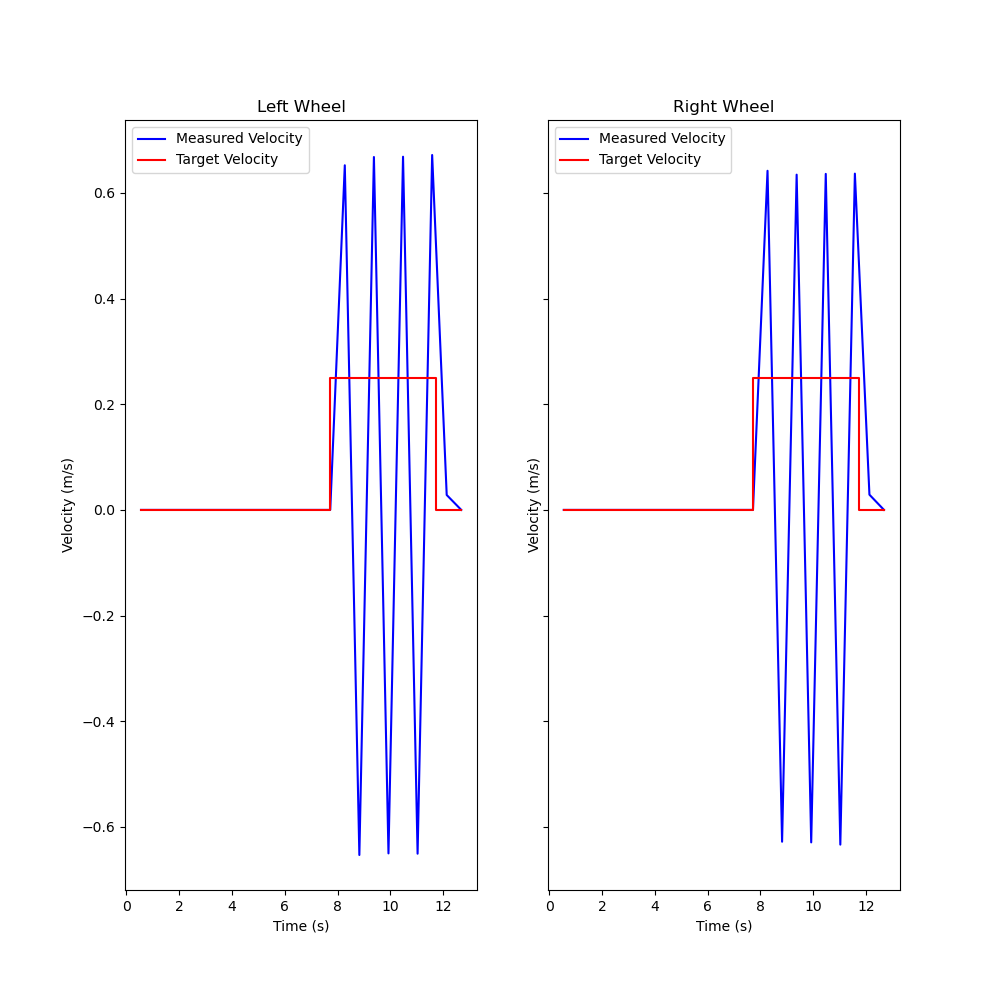 Left Wheel
Measured Velocity
Target Velocity
Velocity (m/s)
0.6
0.4
0.2
0.0
−0.2
−0.4
−0.6
0 2 4 6 8 10 12
Time (s)
Right Wheel
Measured Velocity
Target Velocity
Velocity (m/s)
0 2 4 6 8 10 12
Time (s)